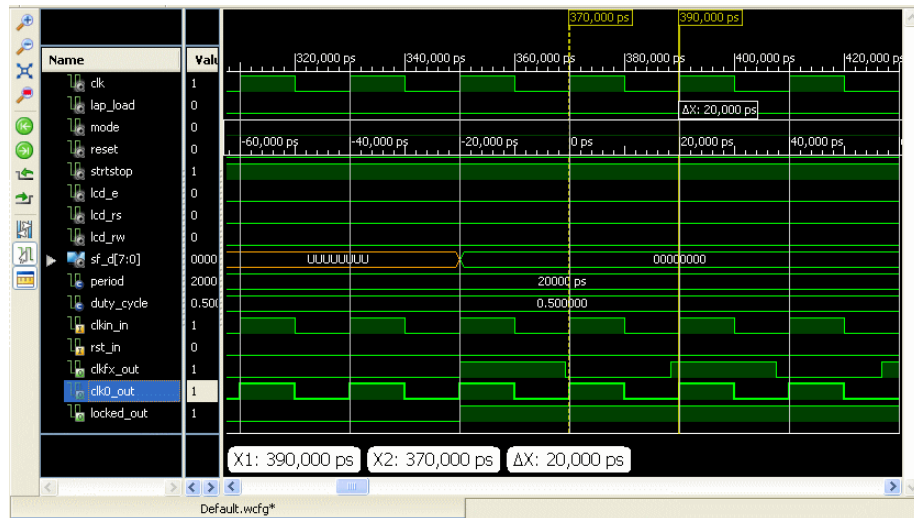 370,000 ps 390,000 ps
Name Valu
320,000 ps 340,000 ps 360,000 ps 380,000 ps 400,000 ps 420,000 ps
clk 1
lap_load 0
ΔX: 20,000 ps
mode 0
-60,000 ps -40,000 ps -20,000 ps 0 ps 20,000 ps 40,000 ps
reset 0
strtstop 1
lcd_e 0
lcd_rs 0
lcd_rw 0
sf_d[7:0] 0000 UUUUUUUU 00000000
period 2000 20000 ps
duty_cycle 0.500 0.500000
clkin_in 1
rst_in 0
clkfx_out 1
clk0_out 1
locked_out 1
X1: 390,000 ps X2: 370,000 ps ΔX: 20,000 ps
Default.wcfg*